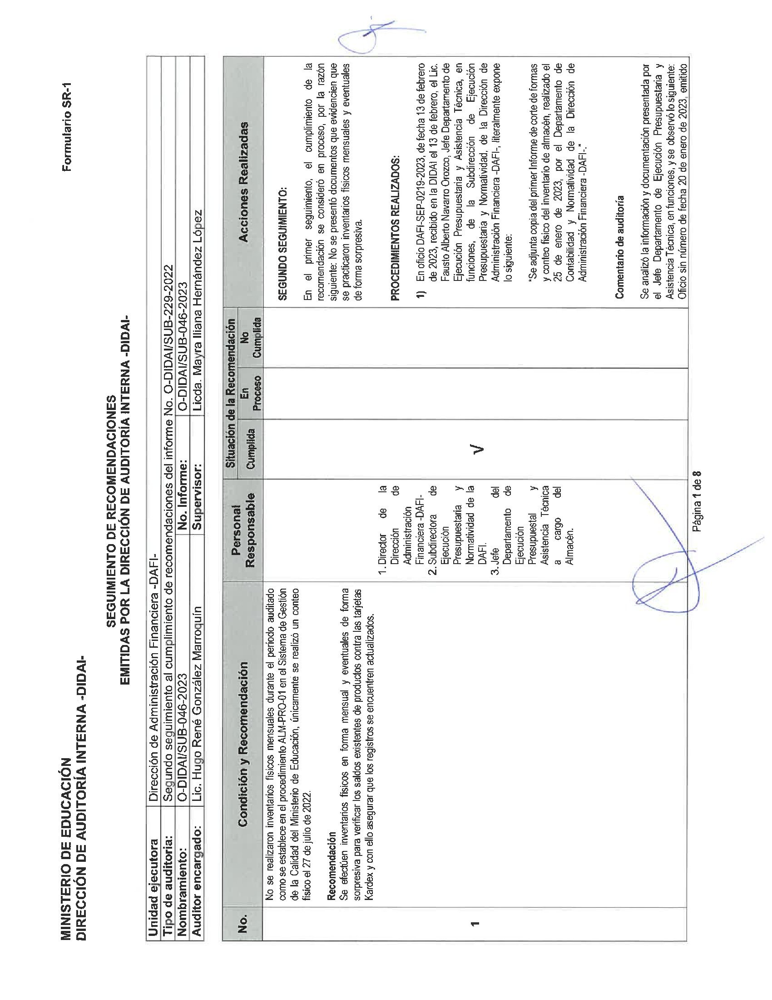 MINISTERIO DE EDUCACIÓN
DIRECCIÓN DE AUDITORÍA INTERNA -DIDAI-
Formulario SR-1
SEGUIMIENTO DE RECOMENDACIONES
EMITIDAS POR LA DIRECCIÓN DE AUDITORÍA INTERNA -DIDAI-
Unidad ejecutora Dirección de Administración Financiera -DAFI-
Tipo de auditoria: Segundo seguimiento al cumplimiento de recomendaciones del informe No. O-DIDAI/SUB-229-2022
Nombramiento: O-DIDAI/SUB-046-2023 No. Informe: O-DIDAI/SUB-046-2023
Auditor encargado: Lic. Hugo René González Marroquín Supervisor: Licda. Mayra Iliana Hernández López
No.
Condición y Recomendación
Personal
Responsable
Situación de la Recomendación
Cumplida
En
Proceso
No
Cumplida
Acciones Realizadas
1
No se realizaron inventarios físicos mensuales durante el período auditado
como se establece en el procedimiento ALM-PRO-01 en el Sistema de Gestión
de la Calidad del Ministerio de Educación, únicamente se realizó un conteo
físico el 27 de julio de 2022.
Recomendación
Se efectúen inventarios físicos en forma mensual y eventuales de forma
sorpresiva para verificar los saldos existentes de productos contra las tarjetas
Kardex y con ello asegurar que los registros se encuentren actualizados.
1. Director de la
Dirección de
Administración
Financiera -DAFI-
2. Subdirectora de
Ejecución
Presupuestaria y
Normatividad de la
DAFI.
3. Jefe del
Departamento de
Ejecución
Presupuestal y
Asistencia Técnica
a cargo del
Almacén.
√
SEGUNDO SEGUIMIENTO:
En el primer seguimiento, el cumplimiento de la
recomendación se consideró en proceso, por la razón
siguiente: No se presentó documentos que evidencien que
se practicaron inventarios físicos mensuales y eventuales
de forma sorpresiva.
PROCEDIMIENTOS REALIZADOS:
1) En oficio DAFI-SEP-0219-2023, de fecha 13 de febrero
de 2023, recibido en la DIDAI el 13 de febrero, el Lic.
Fausto Alberto Navarro Orozco, Jefe Departamento de
Ejecución Presupuestaria y Asistencia Técnica, en
funciones, de la Subdirección de Ejecución
Presupuestaria y Normatividad, de la Dirección de
Administración Financiera -DAFI-, literalmente expone
lo siguiente:
"Se adjunta copia del primer Informe de corte de formas
y conteo físico del inventario de almacén, realizado el
25 de enero de 2023, por el Departamento de
Contabilidad y Normatividad de la Dirección de
Administración Financiera -DAFI-."
Comentario de auditoría
Se analizó la información y documentación presentada por
el Jefe Departamento de Ejecución Presupuestaria y
Asistencia Técnica, en funciones, y se observó lo siguiente:
Oficio sin número de fecha 20 de enero de 2023, emitido
Página 1 de 8